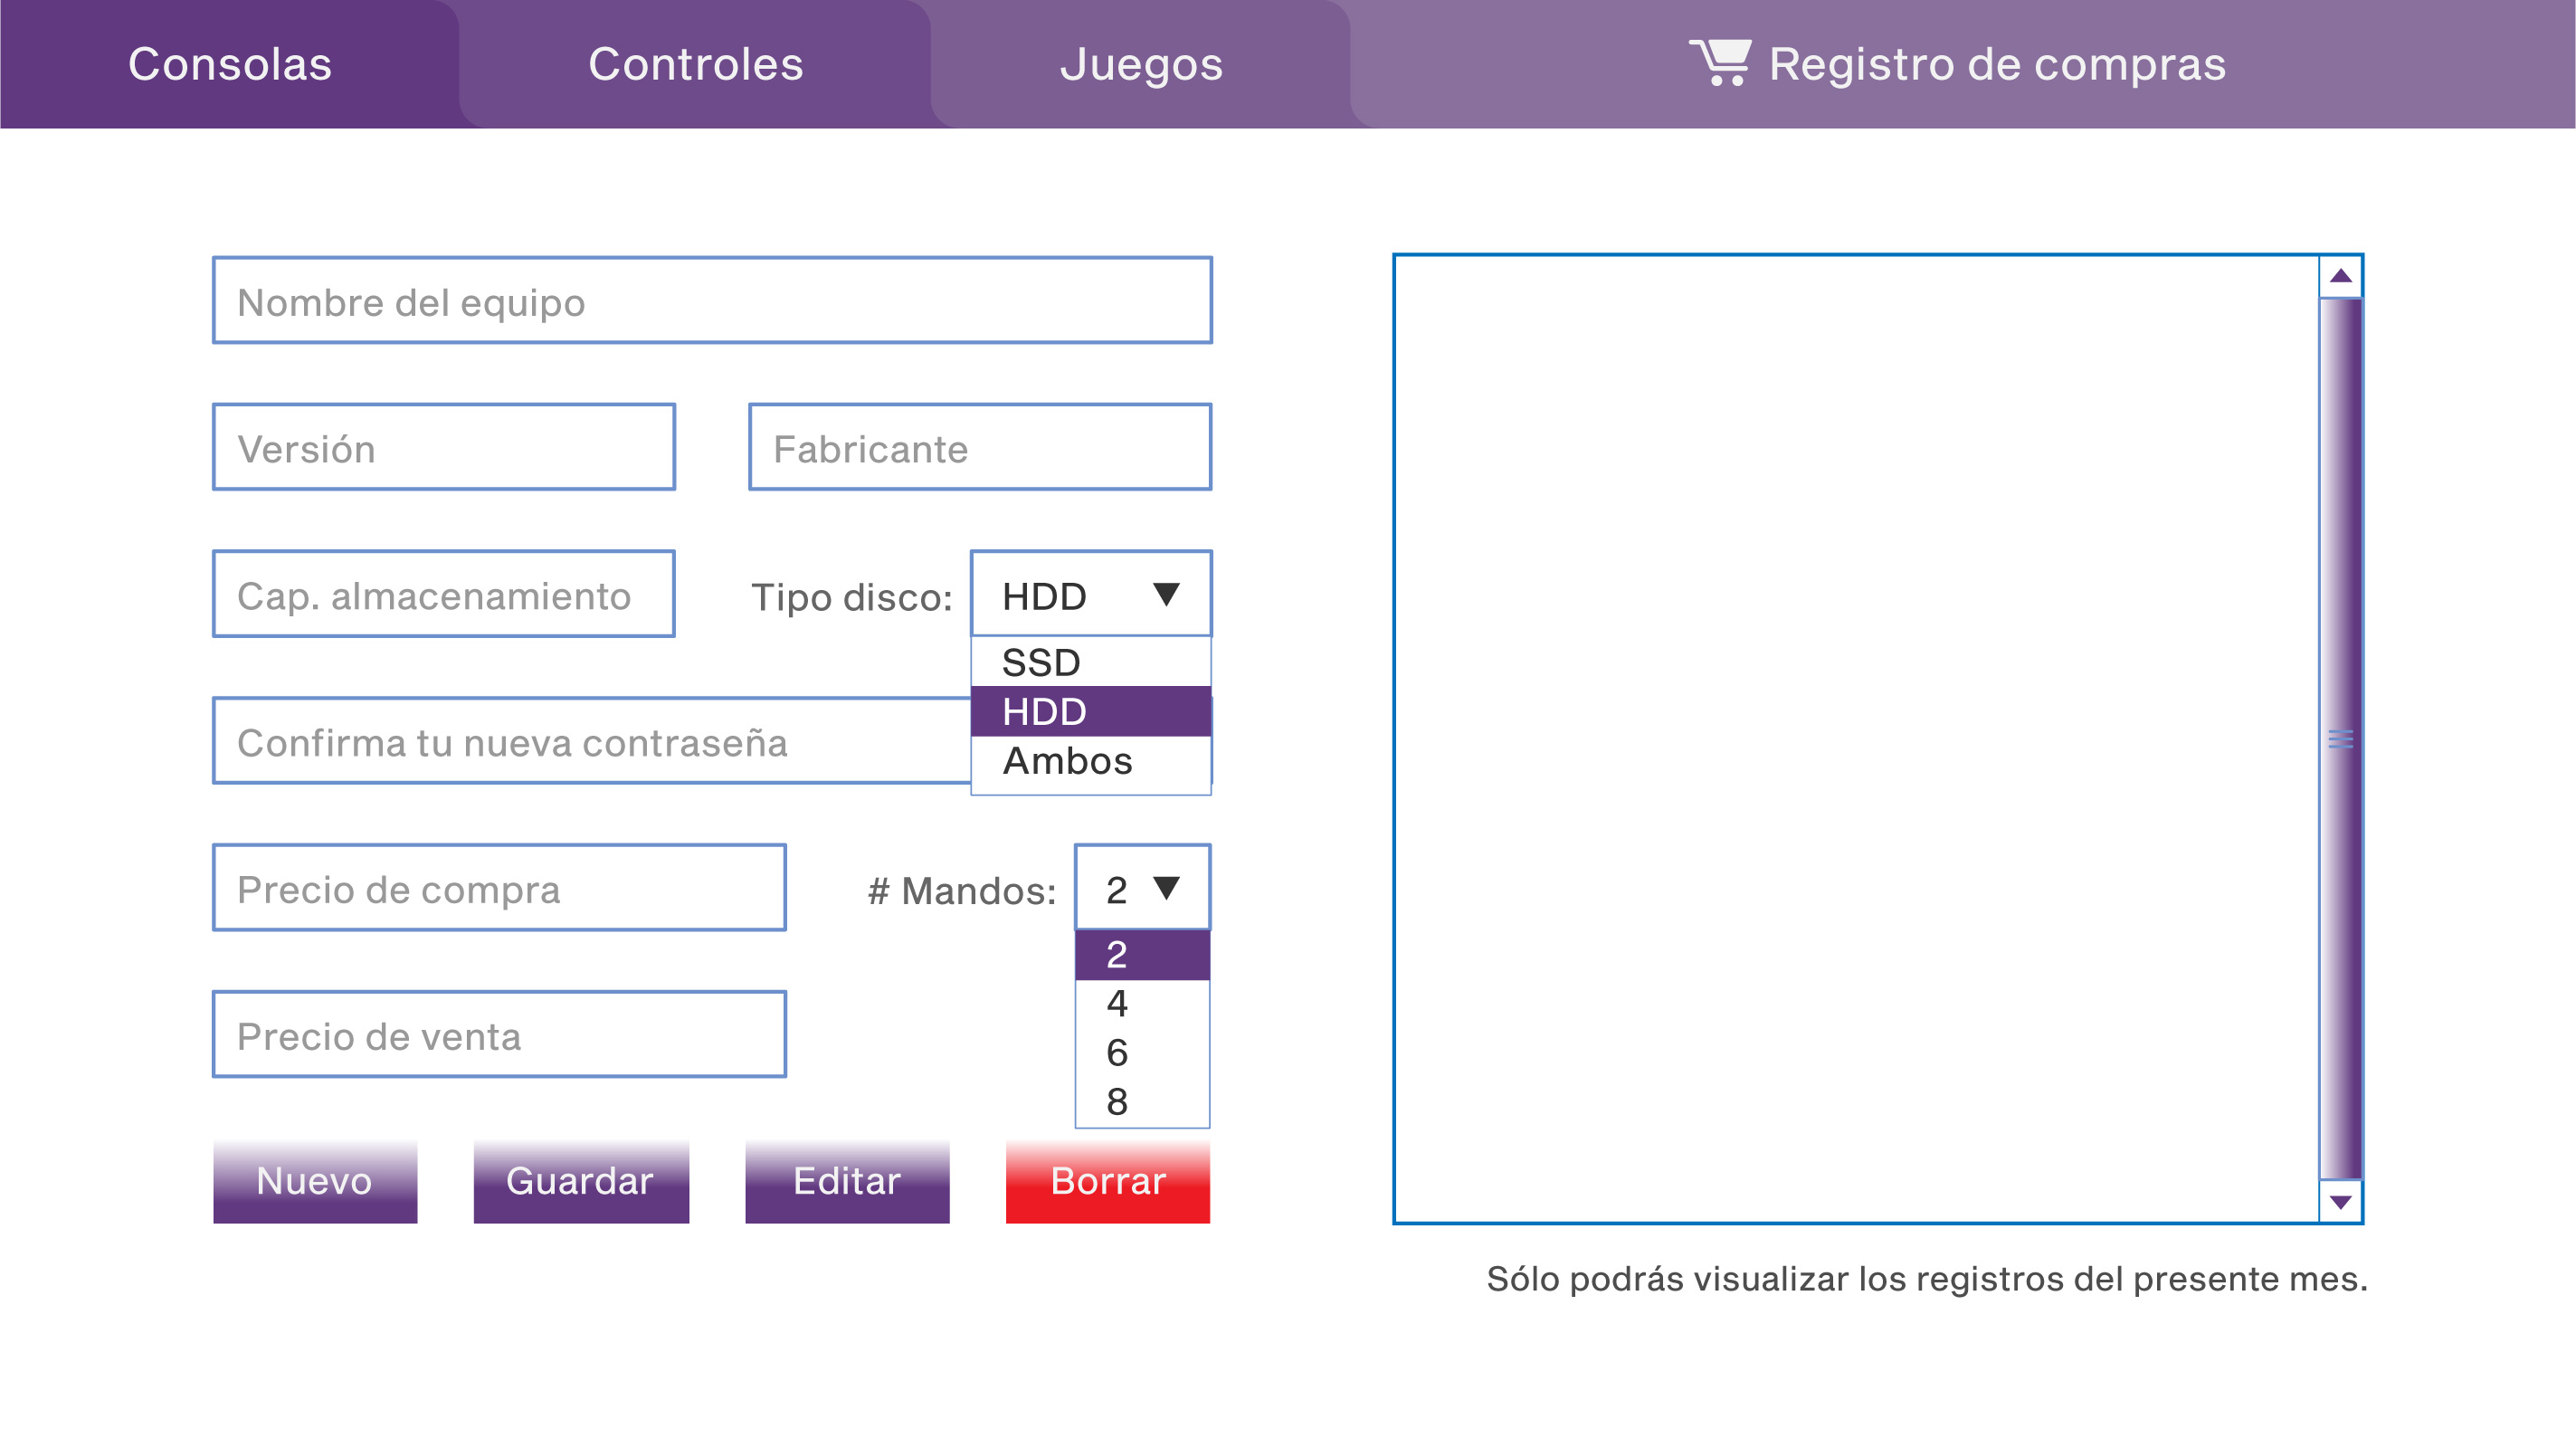 Consolas
Controles
Juegos
Registro de compras
Nombre del equipo
Versión
Fabricante
Cap. almacenamiento
Tipo disco:
HDD
SSD
HDD
Ambos
Confirma tu nueva contraseña
Precio de compra
# Mandos:
2
2
4
6
8
Precio de venta
Nuevo
Guardar
Editar
Borrar
Sólo podrás visualizar los registros del presente mes.